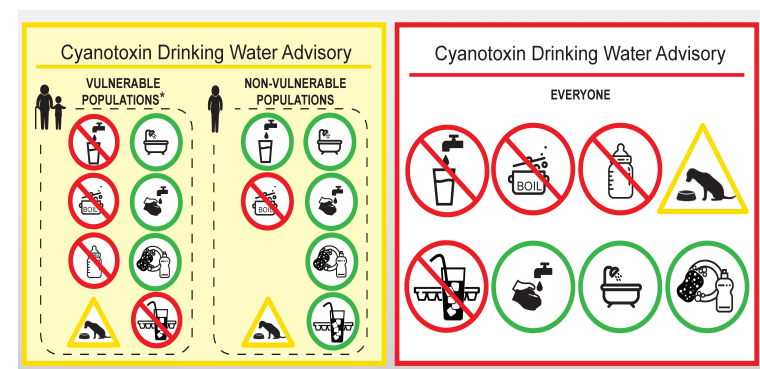 Cyanotoxin Drinking Water Advisory
VULNERABLE
POPULATIONS*
NON-VULNERABLE
POPULATIONS
BOIL
BOIL
Cyanotoxin Drinking Water Advisory
EVERYONE
BOIL